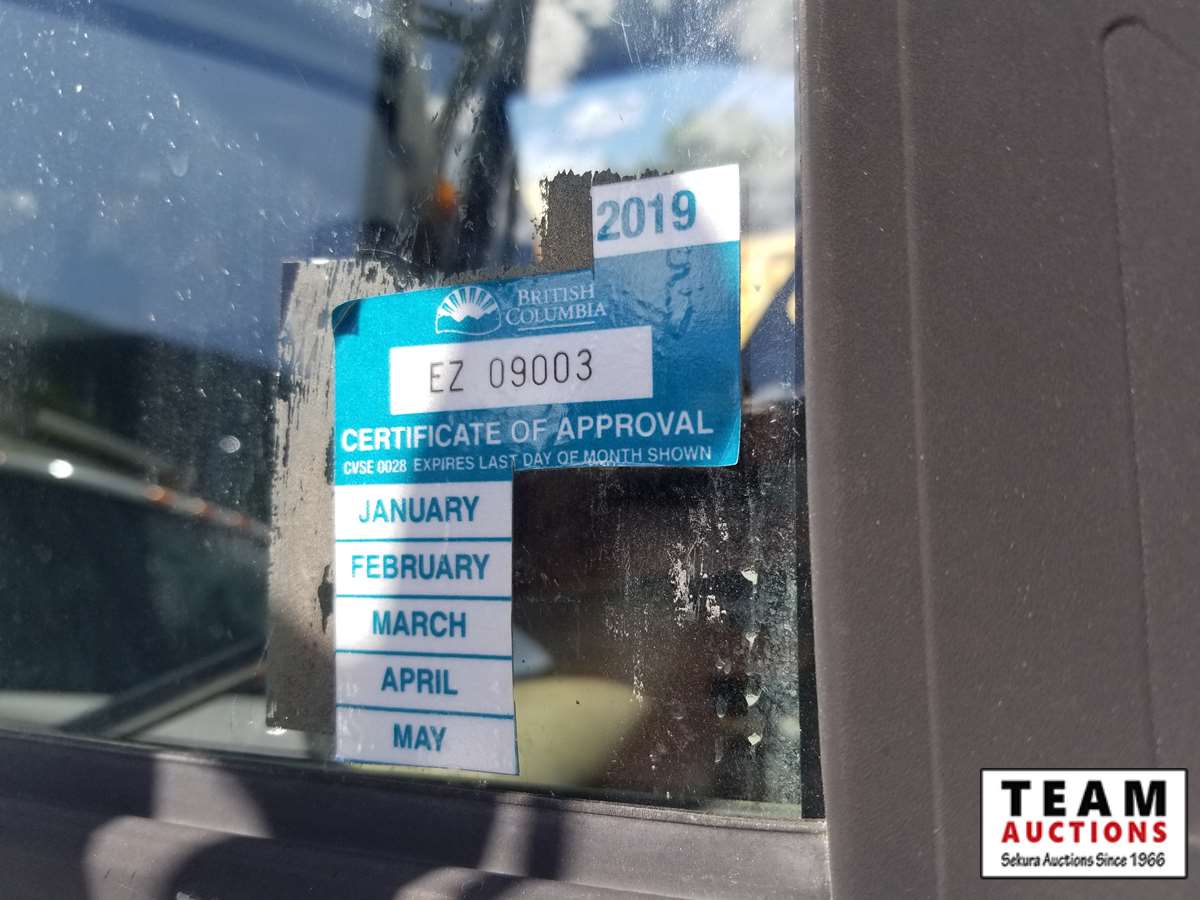 2019
BRITISH
COLUMBIA
EZ 09003
CERTIFICATE OF APPROVAL
CVSE 0028 EXPIRES LAST DAY OF MONTH SHOWN
JANUARY
FEBRUARY
MARCH
APRIL
MAY
TEAM
AUCTIONS
Sekura Auctions Since 1966